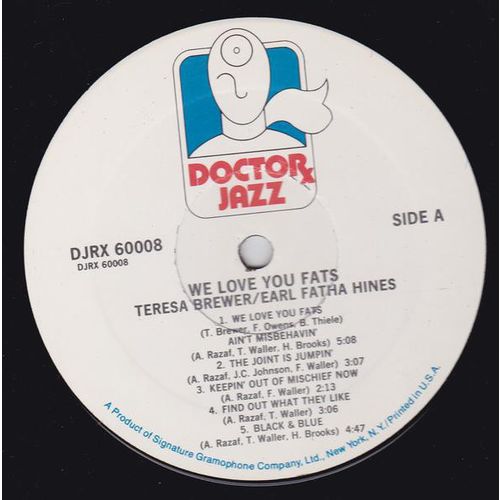 DOCTOR℞
JAZZ
DJRX 60008
DJRX 60008
SIDE A
WE LOVE YOU FATS
TERESA BREWER/EARL FATHA HINES
1. WE LOVE YOU FATS
(T. Brewer, F. Owens, B. Thiele)
AIN'T MISBEHAVIN'
(A. Razaf, T. Waller. H. Brooks) 5:08
2. THE JOINT IS JUMPIN'
(A. Razaf, J.C. Johnson, F. Waller) 3:07
3. KEEPIN' OUT OF MISCHIEF NOW
(A. Razaf, F. Waller) 2:13
4. FIND OUT WHAT THEY LIKE
(A. Razaf, T. Waller) 3:06
5. BLACK & BLUE
(A. Razaf, T. Waller. H. Brooks) 4:47
A Product of Signature Gramophone Company, Ltd., New York, N.Y./Printed in U.S.A.